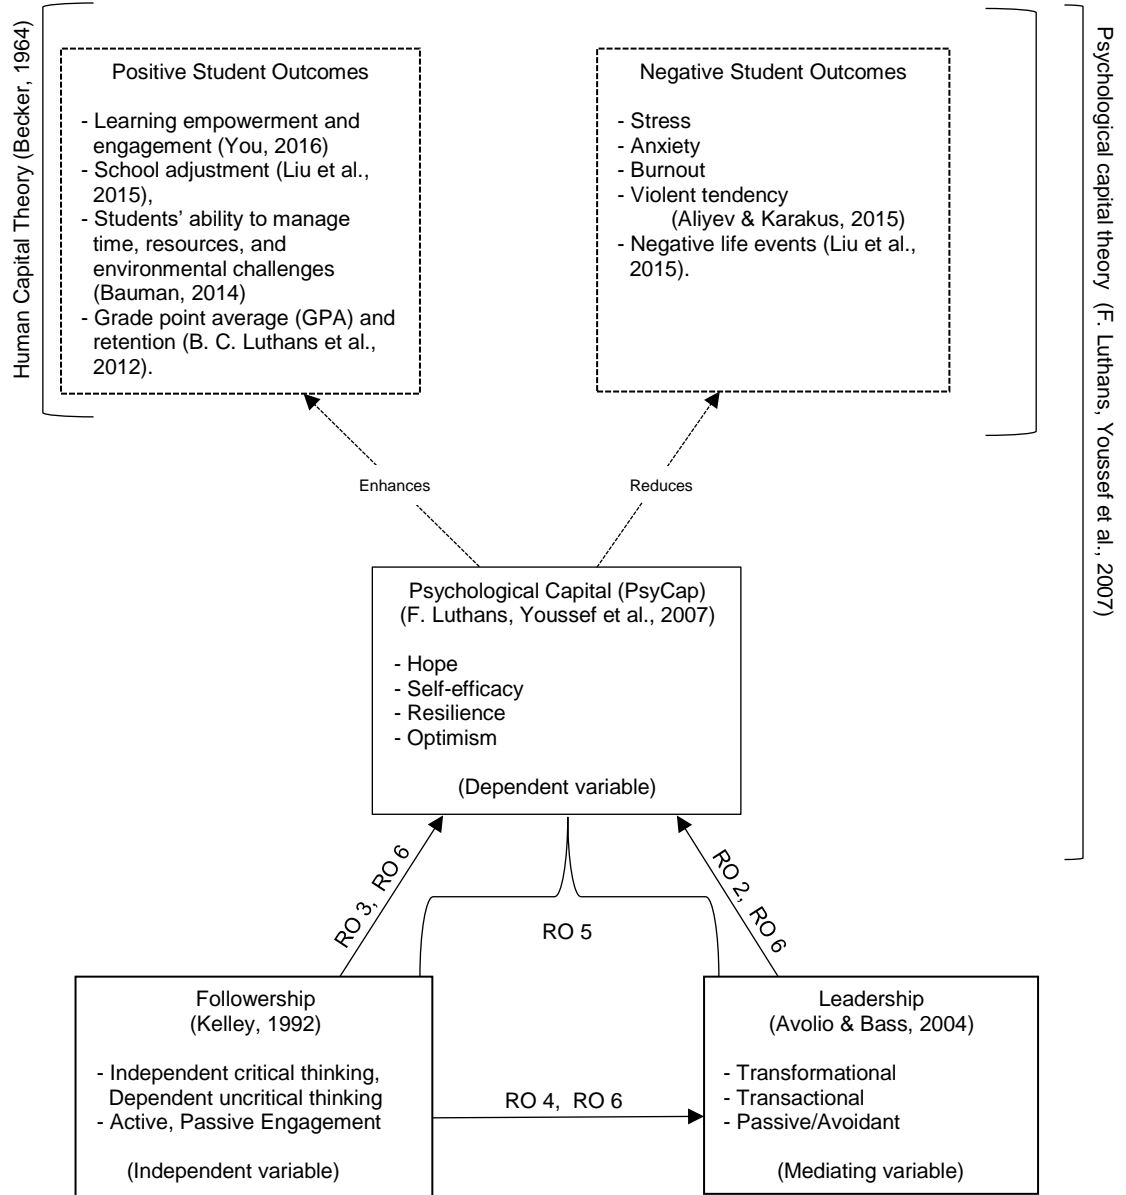 Human Capital Theory (Becker, 1964)
Positive Student Outcomes
- Learning empowerment and
engagement (You, 2016)
- School adjustment (Liu et al.,
2015),
- Students’ ability to manage
time, resources, and
environmental challenges
(Bauman, 2014)
- Grade point average (GPA) and
retention (B. C. Luthans et al.,
2012).
Negative Student Outcomes
- Stress
- Anxiety
- Burnout
- Violent tendency
(Aliyev & Karakus, 2015)
- Negative life events (Liu et al.,
2015).
Psychological capital theory (F. Luthans, Youssef et al., 2007)
Enhances
Reduces
Psychological Capital (PsyCap)
(F. Luthans, Youssef et al., 2007)
- Hope
- Self-efficacy
- Resilience
- Optimism
(Dependent variable)
RO 3, RO 6
RO 5
RO 2, RO 6
Followership
(Kelley, 1992)
- Independent critical thinking,
Dependent uncritical thinking
- Active, Passive Engagement
(Independent variable)
RO 4, RO 6
Leadership
(Avolio & Bass, 2004)
- Transformational
- Transactional
- Passive/Avoidant
(Mediating variable)